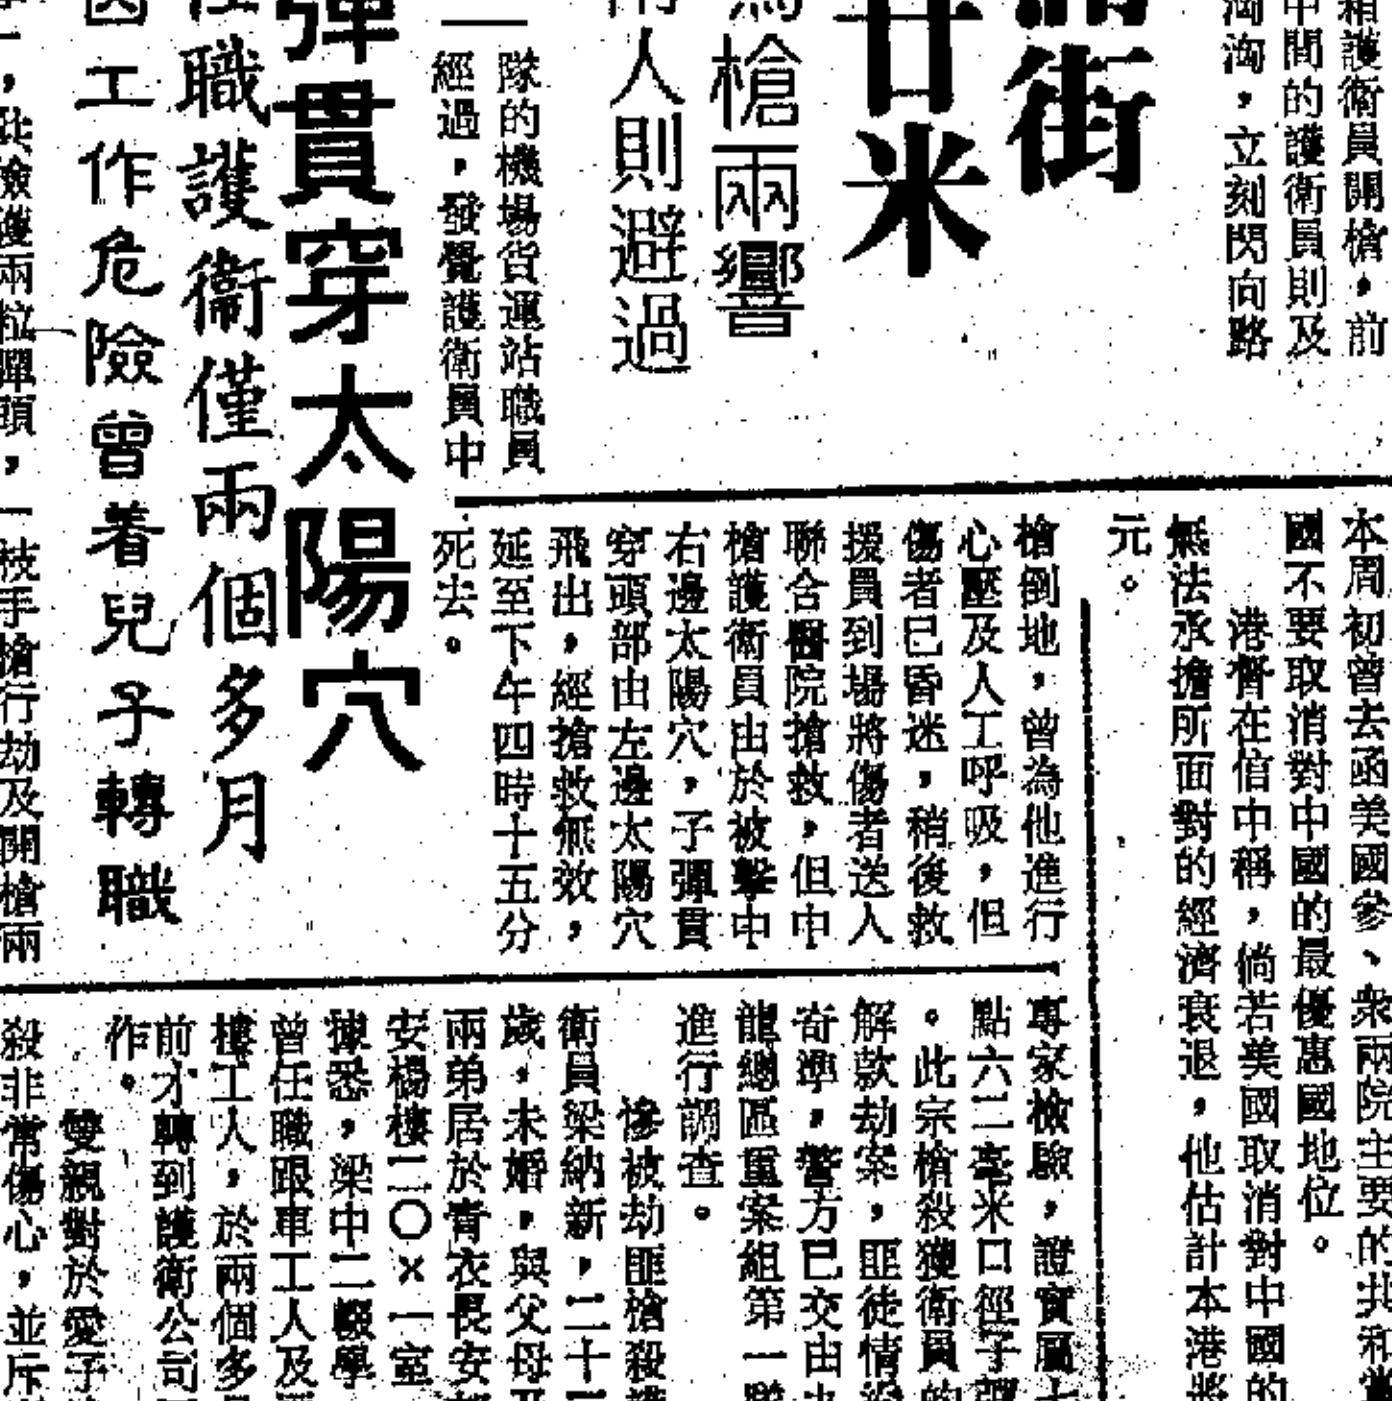 箱護衛員開槍，前
中間的護衛員則及
洶洶，立刻閃向路
街
廿米
槍兩響
人則避過
隊的機場貨運站職員
經過，發覺護衛員中
槍倒地，曾為他進行
心壓及人工呼吸，但
傷者已昏迷，稍後救
援員到場將傷者送入
聯合醫院搶救，但中
槍護衛員由於被擊中
右邊太陽穴，子彈貫
穿頭部由左邊太陽穴
飛出，經搶救無效，
延至下午四時十五分
死去。
彈貫穿太陽穴
職護衛僅兩個多月
因工作危險曾着兒子轉職
，共檢獲兩粒彈頭，一枝手槍行劫及開槍兩
本周初曾去函美國參、衆兩院主要的共和黨
國不要取消對中國的最優惠國地位。
港督在信中稱，倘若美國取消對中國的
無法承擔所面對的經濟衰退，他估計本港將
元。
專家檢驗，證實屬七
點六二毫米口徑子彈
。此宗槍殺護衛員的
解款劫案，匪徒情況
奇準，警方已交由九
龍總區重案組第一隊
進行調查。
慘被劫匪槍殺護
衛員梁納新，二十
歲，未婚，與父母及
兩弟居於青衣長安
安楊樓二〇×一室
據悉，梁中二輟學
曾任職跟車工人及
樓工人，於兩個多
前才轉到護衛公司
作。
雙親對於愛子
殺非常傷心，並斥